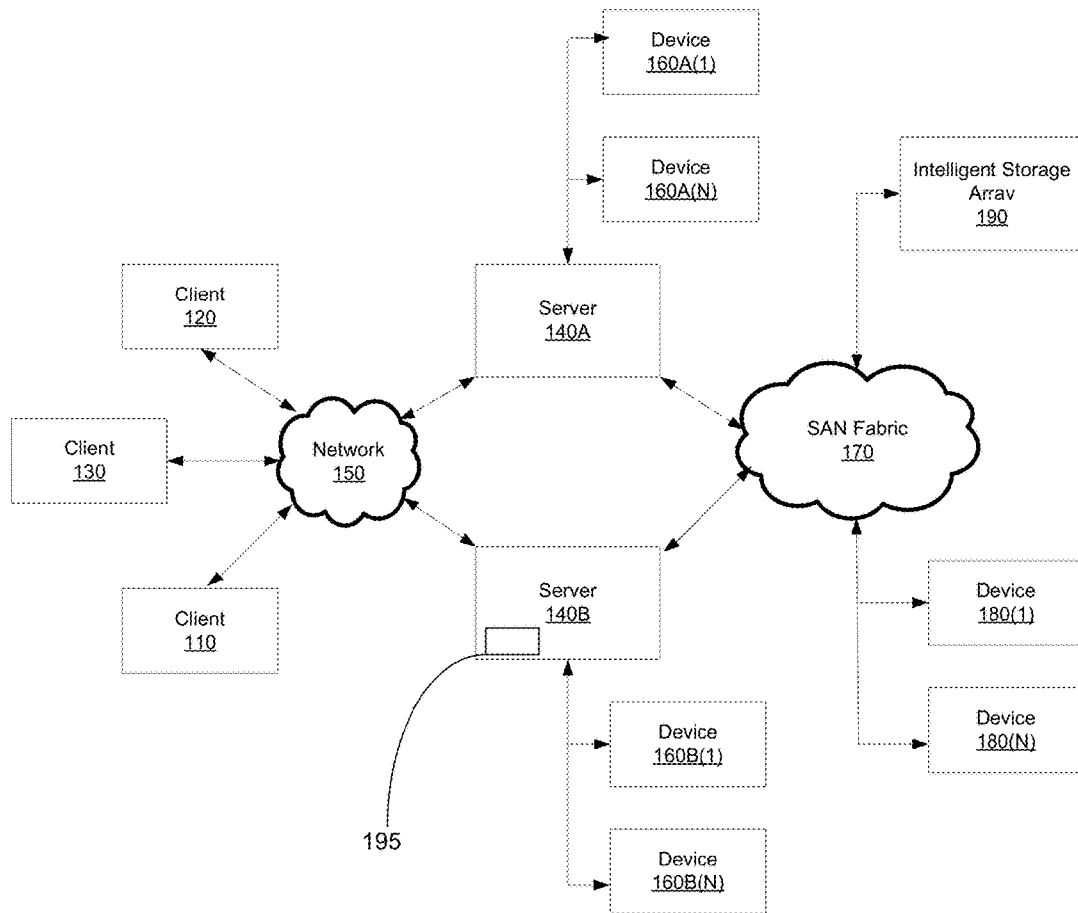 Device
160A(1)
Device
160A(N)
Intelligent Storage
Array
190
Client
120
Server
140A
Client
130
Network
150
SAN Fabric
170
Client
110
Server
140B
Device
180(1)
Device
180(N)
Device
160B(1)
195
Device
160B(N)